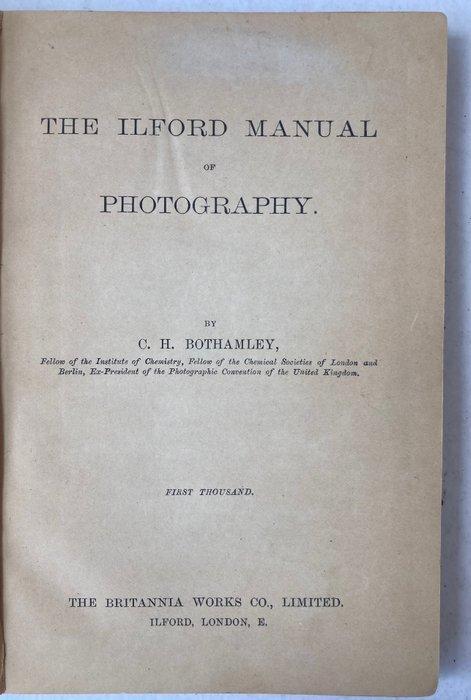 THE ILFORD MANUAL
OF
PHOTOGRAPHY.
BY
C. H. BOTHAMLEY,
Fellow of the Institute of Chemistry, Fellow of the Chemical Societies of London and
Berlin, Ex-President of the Photographic Convention of the United Kingdom.
FIRST THOUSAND.
THE BRITANNIA WORKS CO., LIMITED.
ILFORD, LONDON, E.